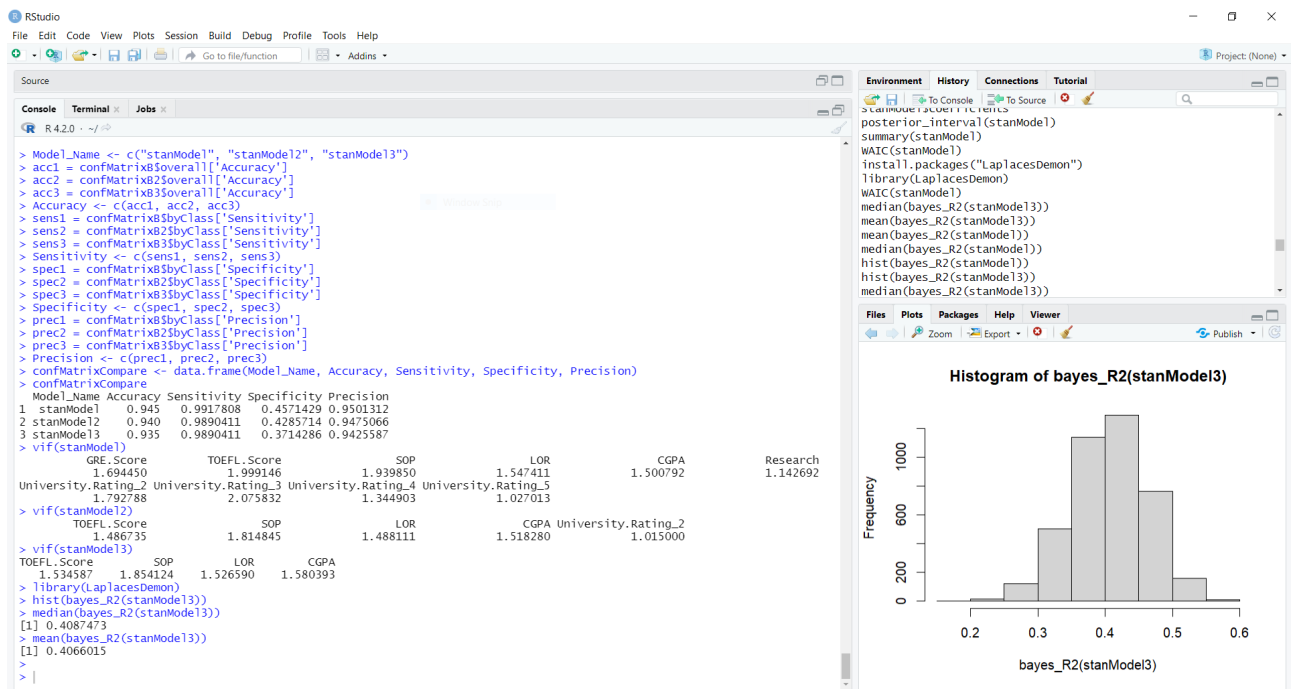 RStudio
File Edit Code View Plots Session Build Debug Profile Tools Help
Go to file/function Addins Project: (None)
Source
Console Terminal Jobs
R 4.2.0 · ~/
> Model_Name <- c("stanModel", "stanModel2", "stanModel3")
> acc1 = confMatrixB$overall['Accuracy']
> acc2 = confMatrixB2$overall['Accuracy']
> acc3 = confMatrixB3$overall['Accuracy']
> Accuracy <- c(acc1, acc2, acc3)
> sens1 = confMatrixB$byClass['Sensitivity']
> sens2 = confMatrixB2$byClass['Sensitivity']
> sens3 = confMatrixB3$byClass['Sensitivity']
> Sensitivity <- c(sens1, sens2, sens3)
> spec1 = confMatrixB$byClass['Specificity']
> spec2 = confMatrixB2$byClass['Specificity']
> spec3 = confMatrixB3$byClass['Specificity']
> Specificity <- c(spec1, spec2, spec3)
> prec1 = confMatrixB$byClass['Precision']
> prec2 = confMatrixB2$byClass['Precision']
> prec3 = confMatrixB3$byClass['Precision']
> Precision <- c(prec1, prec2, prec3)
> confMatrixCompare <- data.frame(Model_Name, Accuracy, Sensitivity, Specificity, Precision)
> confMatrixCompare
Model_Name Accuracy Sensitivity Specificity Precision
1 stanModel 0.945 0.9917808 0.4571429 0.9501312
2 stanModel2 0.940 0.9890411 0.4285714 0.9475066
3 stanModel3 0.935 0.9890411 0.3714286 0.9425587
> vif(stanModel)
GRE.Score TOEFL.Score SOP LOR CGPA Research
1.694450 1.999146 1.939850 1.547411 1.500792 1.142692
University.Rating_2 University.Rating_3 University.Rating_4 University.Rating_5
1.792788 2.075832 1.344903 1.027013
> vif(stanModel2)
TOEFL.Score SOP LOR CGPA University.Rating_2
1.486735 1.814845 1.488111 1.518280 1.015000
> vif(stanModel3)
TOEFL.Score SOP LOR CGPA
1.534587 1.854124 1.526590 1.580393
> library(LaplacesDemon)
> hist(bayes_R2(stanModel3))
> median(bayes_R2(stanModel3))
[1] 0.4087473
> mean(bayes_R2(stanModel3))
[1] 0.4066015
>
>
Environment History Connections Tutorial
To Console To Source
stanModel$coefficients
posterior_interval(stanModel)
summary(stanModel)
WAIC(stanModel)
install.packages("LaplacesDemon")
library(LaplacesDemon)
WAIC(stanModel)
median(bayes_R2(stanModel3))
mean(bayes_R2(stanModel3))
mean(bayes_R2(stanModel))
median(bayes_R2(stanModel))
hist(bayes_R2(stanModel))
hist(bayes_R2(stanModel3))
median(bayes_R2(stanModel3))
Files Plots Packages Help Viewer
Zoom Export Publish
Histogram of bayes_R2(stanModel3)
Frequency
1000
600
200
0
0.2 0.3 0.4 0.5 0.6
bayes_R2(stanModel3)